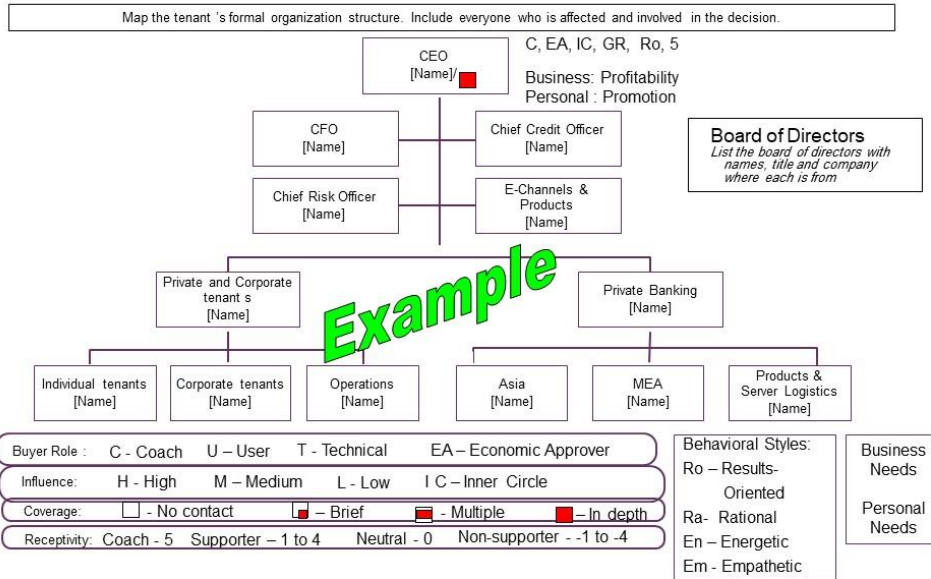 Map the tenant 's formal organization structure. Include everyone who is affected and involved in the decision.
CEO
[Name]/
C, EA, IC, GR, Ro, 5
Business: Profitability
Personal : Promotion
CFO
[Name]
Chief Credit Officer
[Name]
Board of Directors
List the board of directors with
names, title and company
where each is from
Chief Risk Officer
[Name]
E-Channels &
Products
[Name]
Example
Private and Corporate
tenant s
[Name]
Private Banking
[Name]
Individual tenants
[Name]
Corporate tenants
[Name]
Operations
[Name]
Asia
[Name]
MEA
[Name]
Products &
Server Logistics
[Name]
Buyer Role : C - Coach U – User T - Technical EA – Economic Approver
Influence: H - High M – Medium L - Low I C – Inner Circle
Coverage: - No contact – Brief - Multiple – In depth
Receptivity: Coach - 5 Supporter – 1 to 4 Neutral - 0 Non-supporter - -1 to -4
Behavioral Styles:
Ro – Results-
Oriented
Ra- Rational
En – Energetic
Em - Empathetic
Business
Needs
Personal
Needs